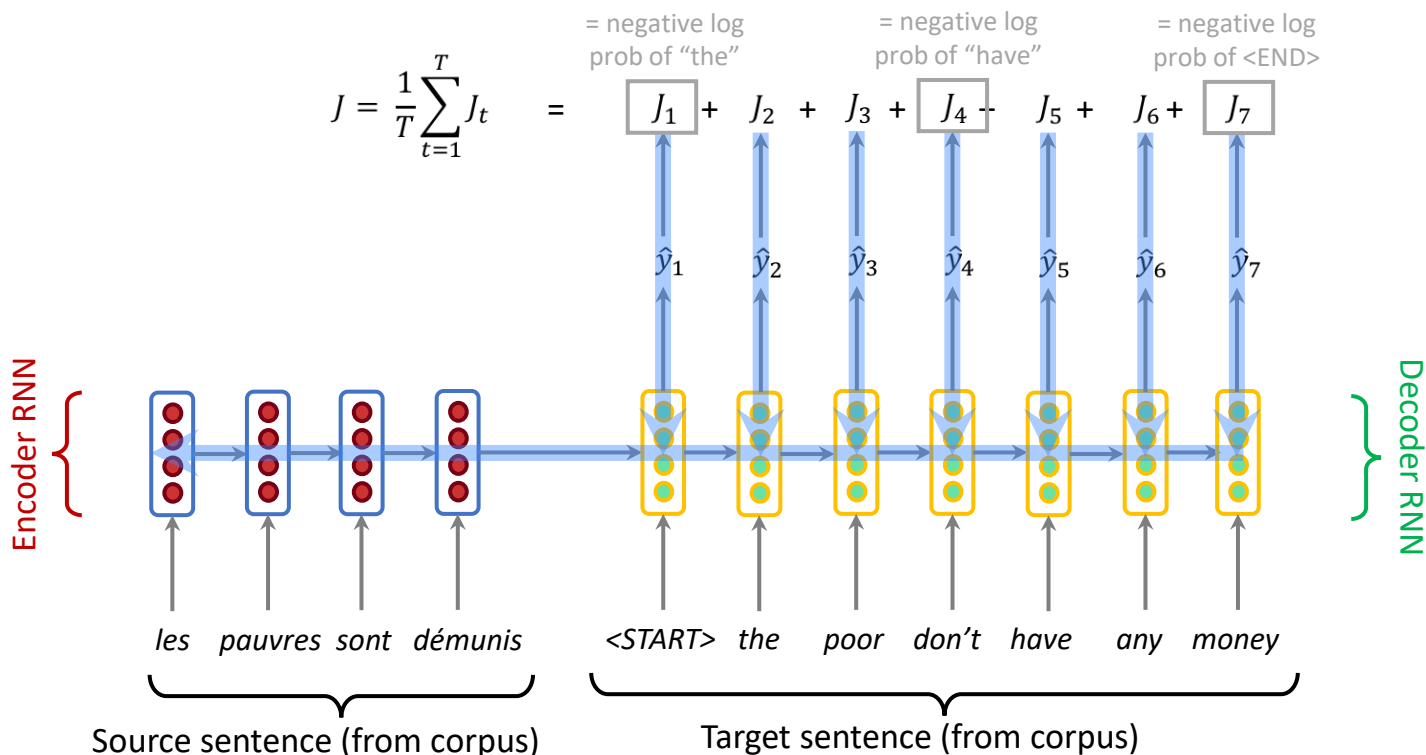 = negative log = negative log = negative log
prob of “the” prob of “have” prob of <END>
J = 1/T ∑_{t=1}^{T} J_t = J_1 + J_2 + J_3 + J_4 - J_5 + J_6 + J_7
ŷ_1 ŷ_2 ŷ_3 ŷ_4 ŷ_5 ŷ_6 ŷ_7
Encoder RNN
Decoder RNN
les pauvres sont démunis <START> the poor don’t have any money
Source sentence (from corpus) Target sentence (from corpus)